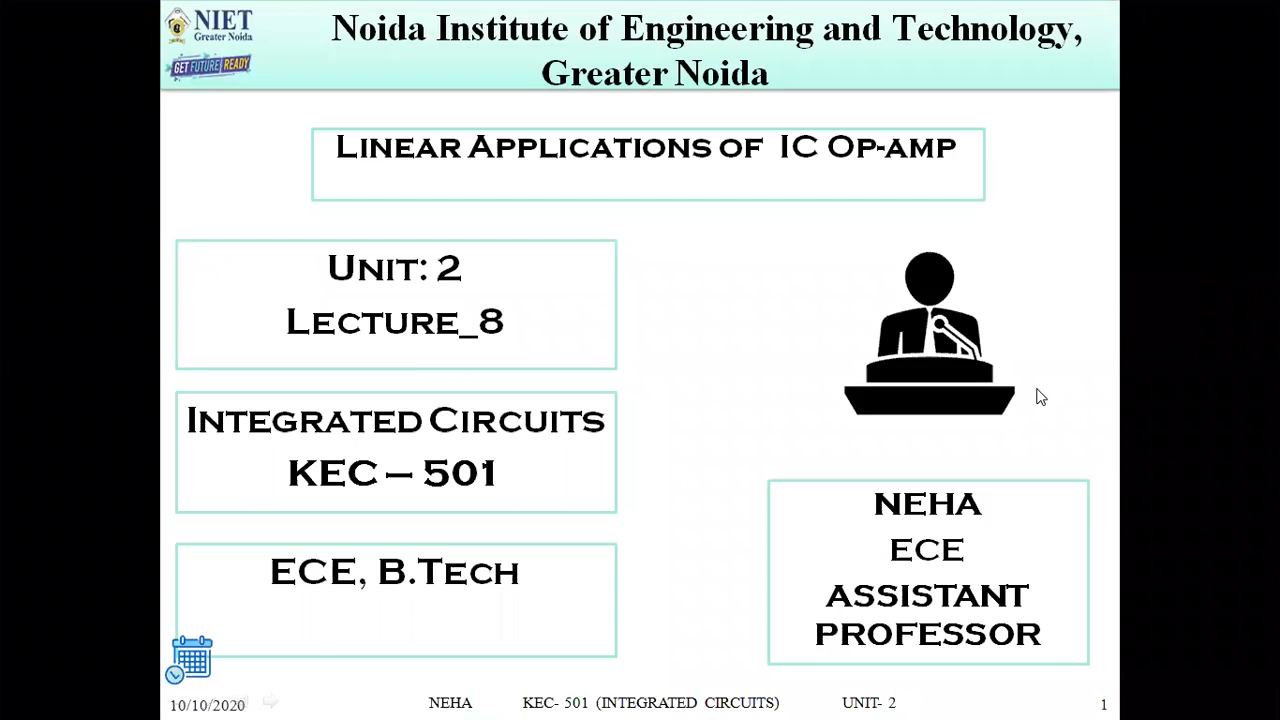 NIET
Greater Noida
GET FUTURE READY
Noida Institute of Engineering and Technology,
Greater Noida
Linear Applications of IC Op-amp
Unit: 2
Lecture_8
Integrated Circuits
KEC – 501
ECE, B.Tech
NEHA
ECE
ASSISTANT
PROFESSOR
10/10/2020 NEHA KEC- 501 (INTEGRATED CIRCUITS) UNIT- 2 1